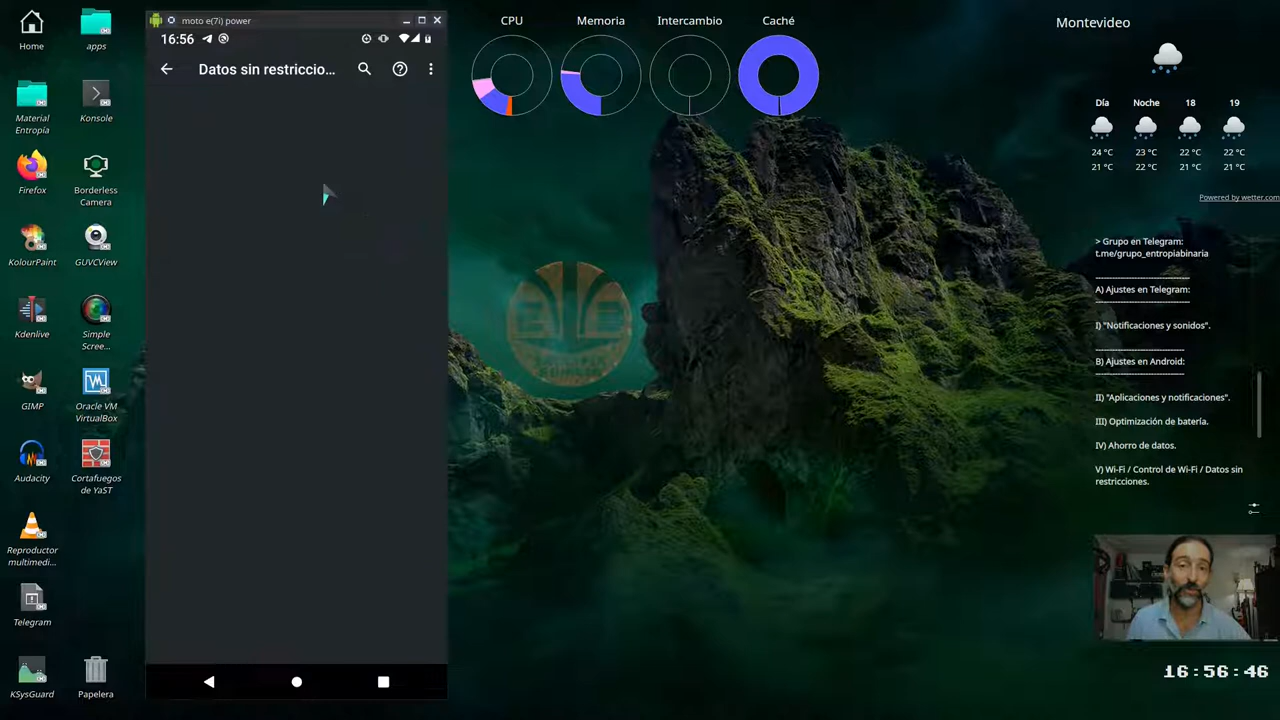 Home
apps
Material
Entropía
Konsole
Firefox
Borderless
Camera
KolourPaint
GUVCView
Kdenlive
Simple
Scree...
GIMP
Oracle VM
VirtualBox
Audacity
Cortafuegos
de YaST
Reproductor
multimedi...
Telegram
KSysGuard
Papelera
moto e(7i) power
16:56
Datos sin restriccio...
CPU
Memoria
Intercambio
Caché
Montevideo
Día Noche 18 19
24 °C 23 °C 22 °C 22 °C
21 °C 22 °C 21 °C 21 °C
Powered by wetter.com
> Grupo en Telegram:
t.me/grupo_entropiabinaria
A) Ajustes en Telegram:
I) "Notificaciones y sonidos".
B) Ajustes en Android:
II) "Aplicaciones y notificaciones".
III) Optimización de batería.
IV) Ahorro de datos.
V) Wi-Fi / Control de Wi-Fi / Datos sin
restricciones.
16:56:46